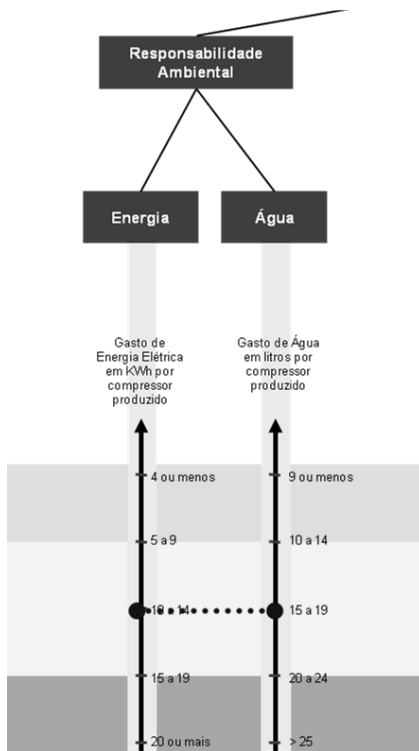 Responsabilidade
Ambiental
Energia
Água
Gasto de
Energia Elétrica
em KWh por
compressor
produzido
Gasto de Água
em litros por
compressor
produzido
4 ou menos
9 ou menos
5 a 9
10 a 14
10 a 14
15 a 19
15 a 19
20 a 24
20 ou mais
> 25